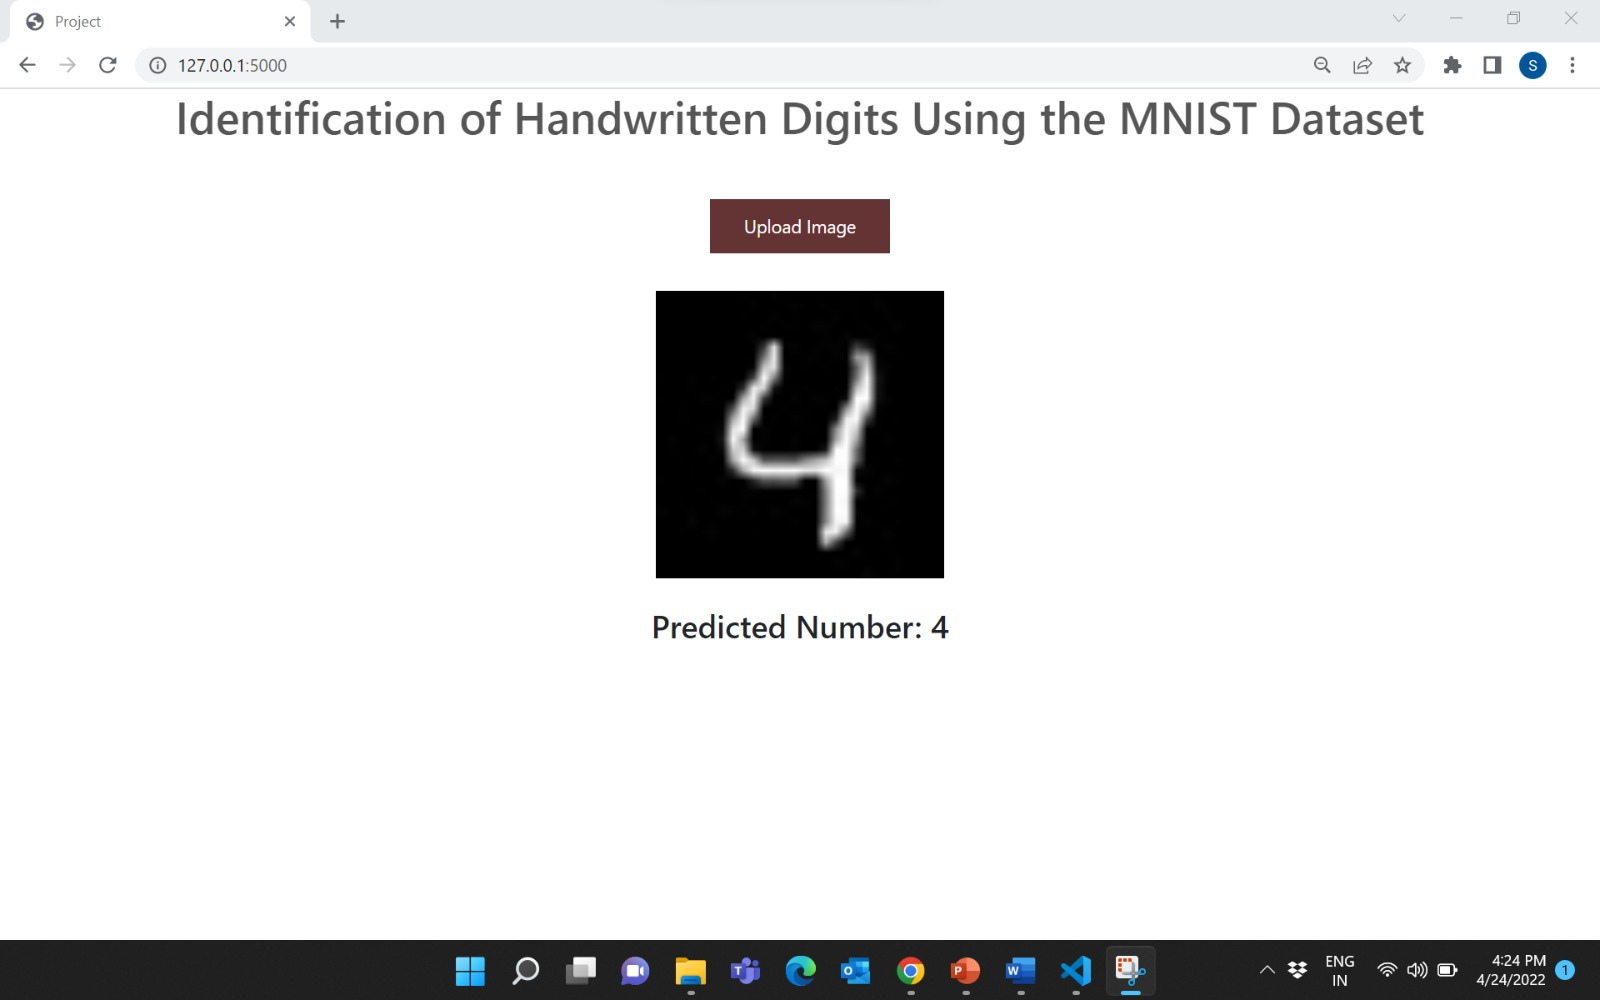 Project
127.0.0.1:5000
S
Identification of Handwritten Digits Using the MNIST Dataset
Upload Image
4
Predicted Number: 4
ENG
IN
4:24 PM
4/24/2022
1